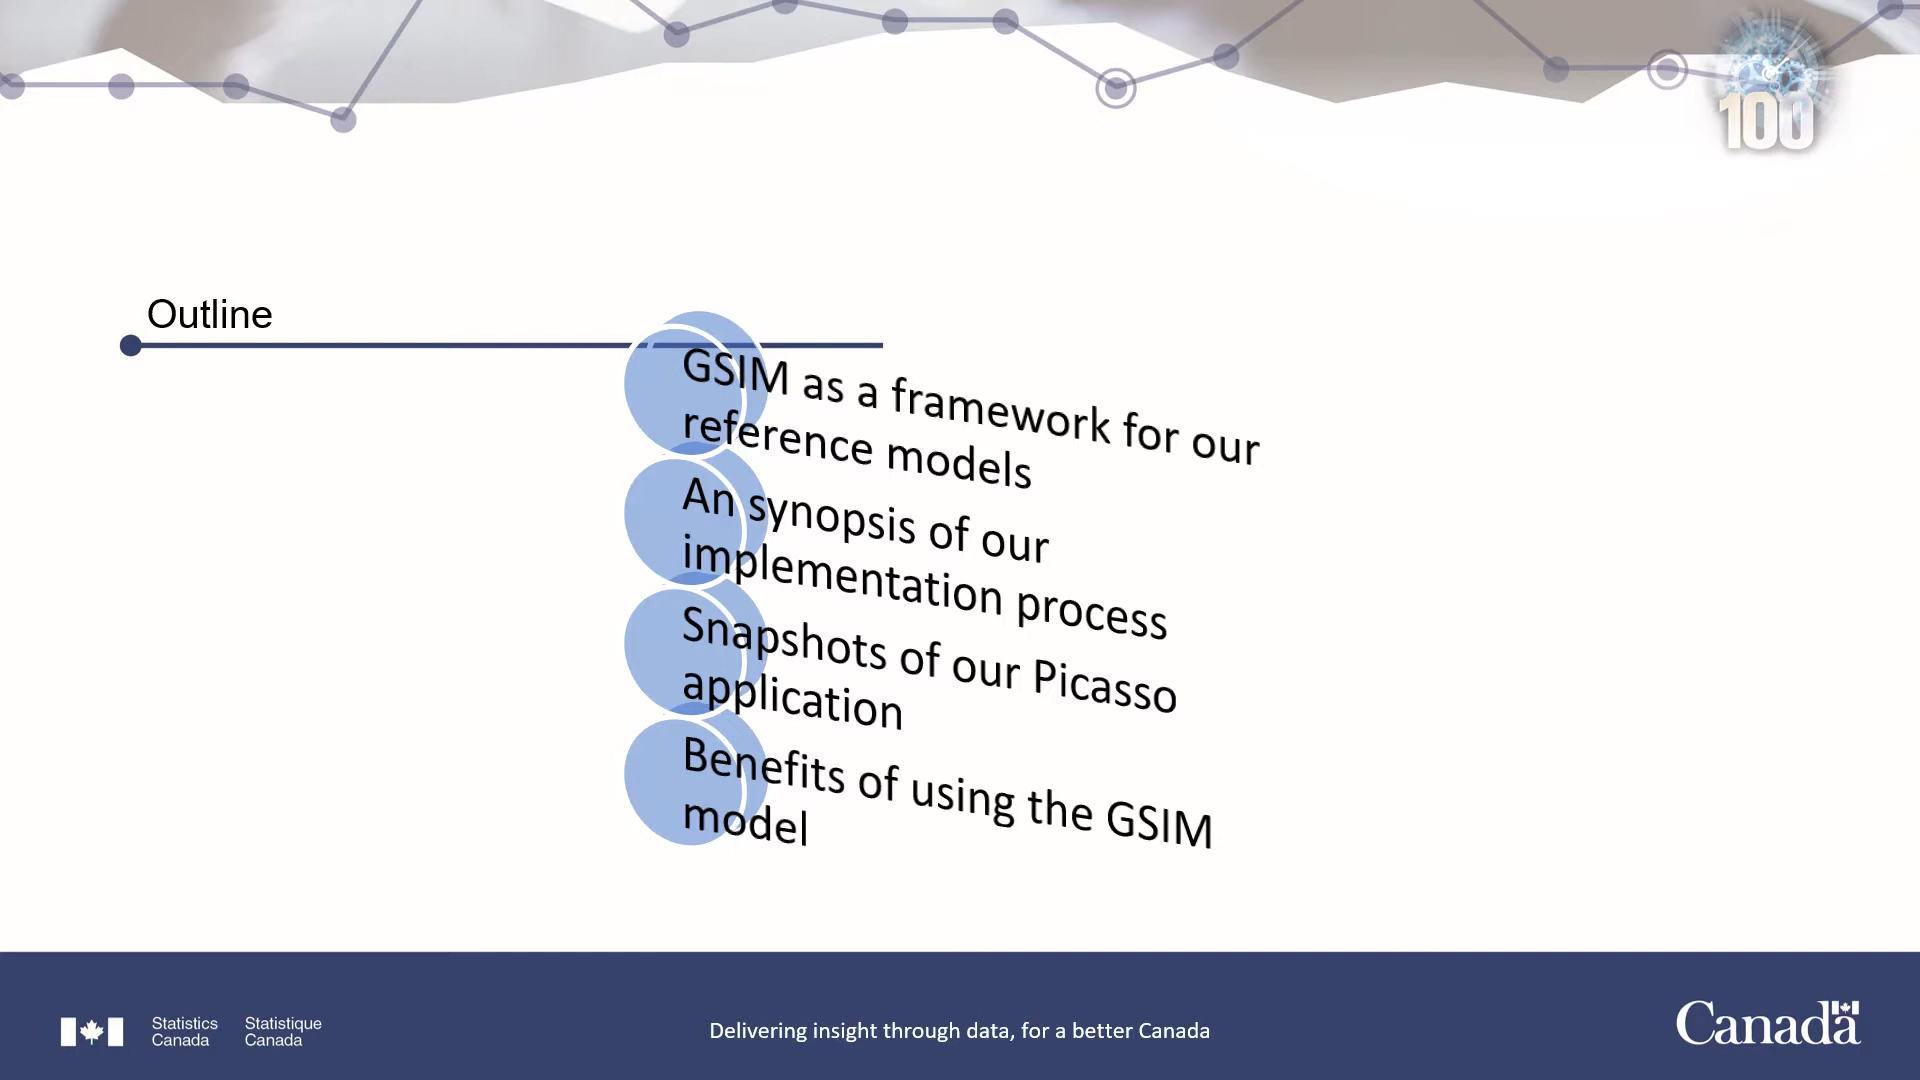 100
Outline
GSIM as a framework for our
reference models
An synopsis of our
implementation process
Snapshots of our Picasso
application
Benefits of using the GSIM
model
Statistics
Canada
Statistique
Canada
Delivering insight through data, for a better Canada
Canada